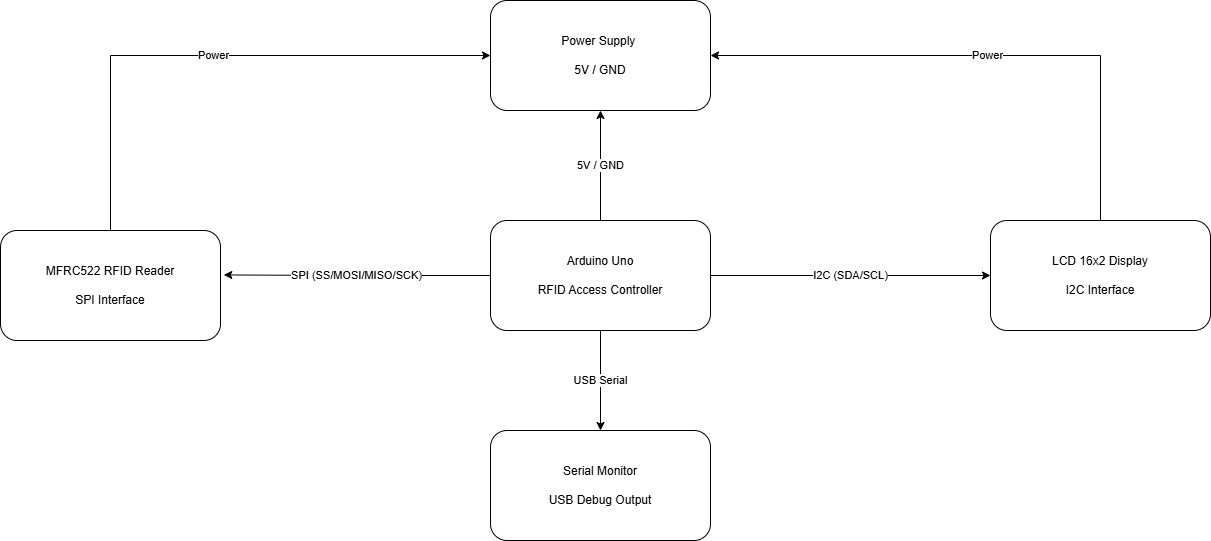 Power Supply
5V / GND
Power
Power
5V / GND
MFRC522 RFID Reader
SPI Interface
SPI (SS/MOSI/MISO/SCK)
Arduino Uno
RFID Access Controller
I2C (SDA/SCL)
LCD 16x2 Display
I2C Interface
USB Serial
Serial Monitor
USB Debug Output